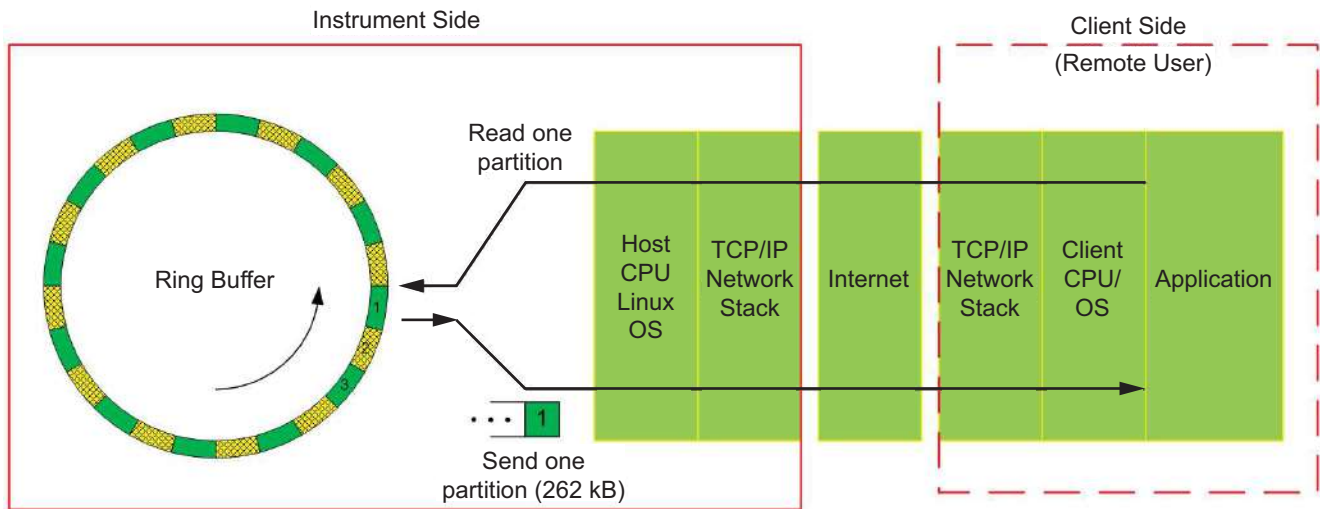 Instrument Side
Client Side
(Remote User)
Read one
partition
Ring Buffer
1
2
3
Host
CPU
Linux
OS
TCP/IP
Network
Stack
Internet
TCP/IP
Network
Stack
Client
CPU/
OS
Application
• • •
1
Send one
partition (262 kB)